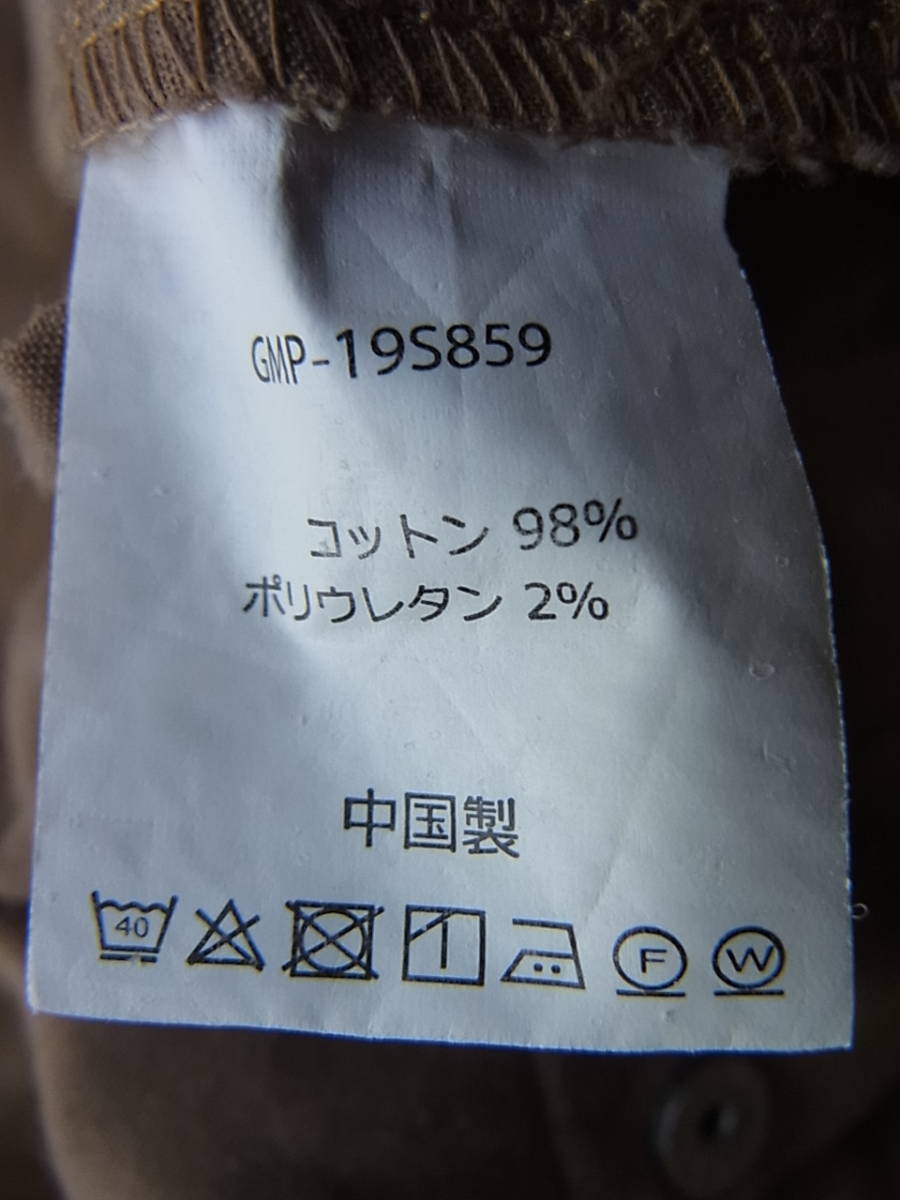 GMP-19S859
コットン 98%
ポリウレタン 2%
中国製
40 F W